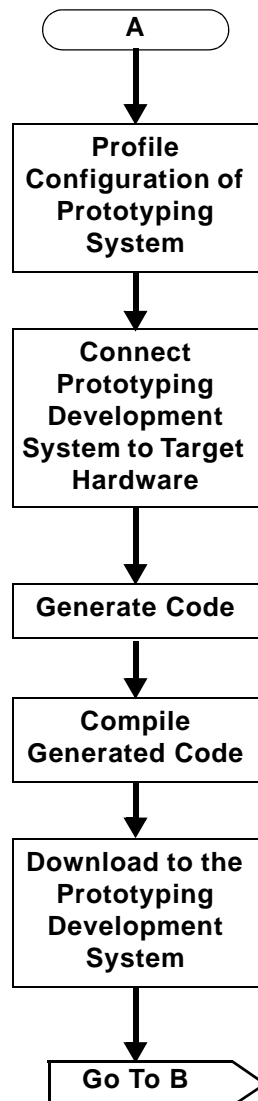 A
Profile
Configuration of
Prototyping
System
Connect
Prototyping
Development
System to Target
Hardware
Generate Code
Compile
Generated Code
Download to the
Prototyping
Development
System
Go To B